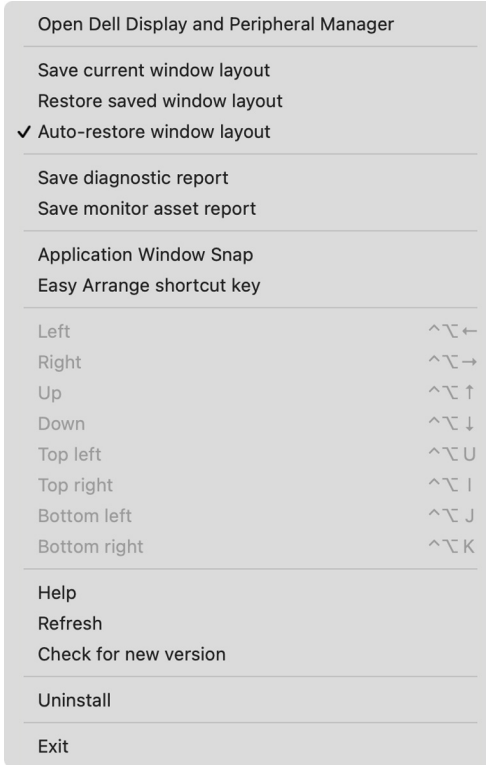 Open Dell Display and Peripheral Manager
Save current window layout
Restore saved window layout
✓ Auto-restore window layout
Save diagnostic report
Save monitor asset report
Application Window Snap
Easy Arrange shortcut key
Left ^⌥←
Right ^⌥→
Up ^⌥↑
Down ^⌥↓
Top left ^⌥U
Top right ^⌥I
Bottom left ^⌥J
Bottom right ^⌥K
Help
Refresh
Check for new version
Uninstall
Exit